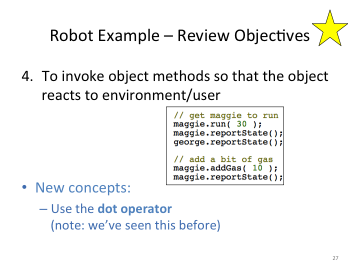 Robot Example – Review Objectives
4. To invoke object methods so that the object
reacts to environment/user
// get maggie to run
maggie.run( 30 );
maggie.reportState();
george.reportState();
// add a bit of gas
maggie.addGas( 10 );
maggie.reportState();
• New concepts:
– Use the dot operator
(note: we've seen this before)
27